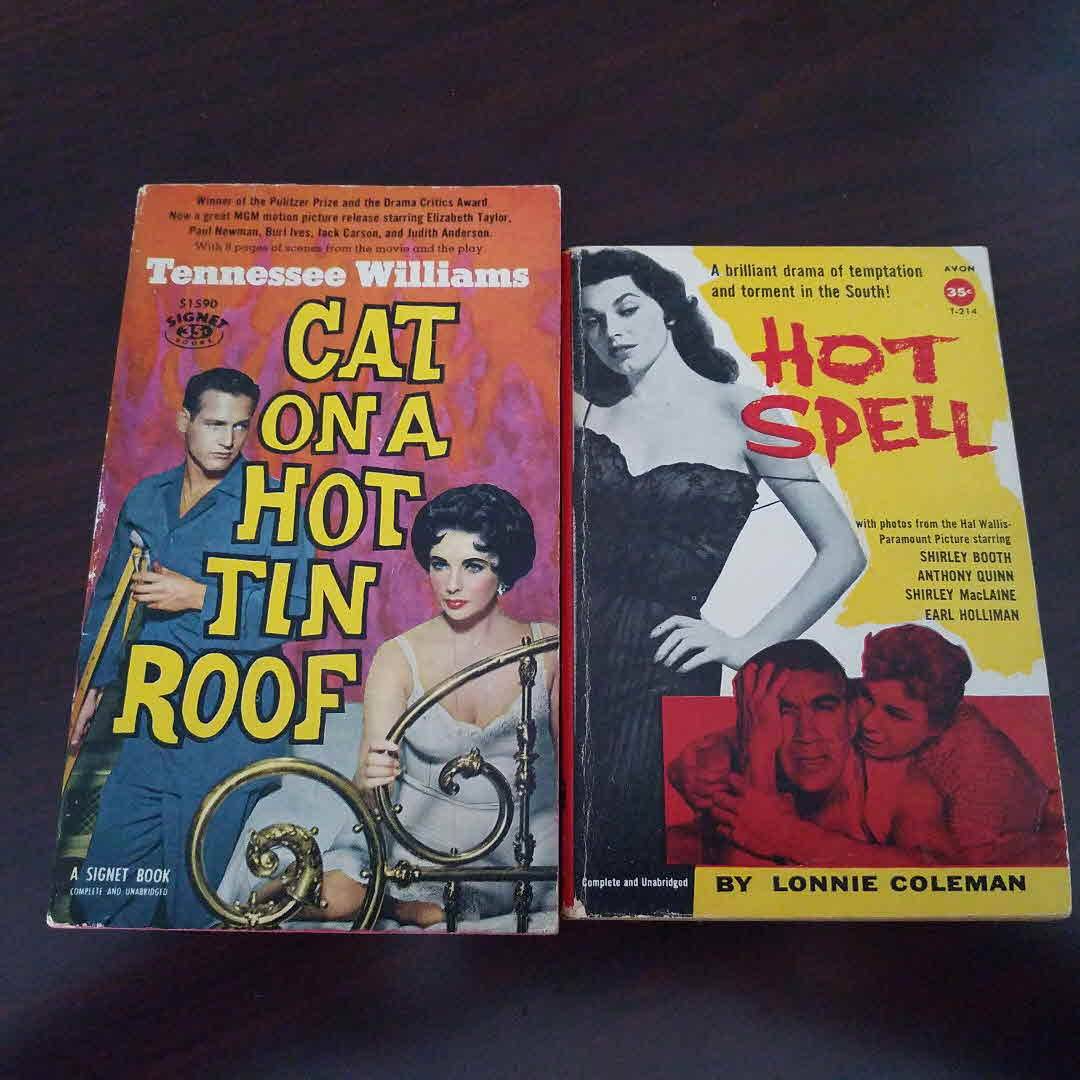 Winner of the Pulitzer Prize and the Drama Critics Award.
Now a great MGM motion picture release starring Elizabeth Taylor,
Paul Newman, Burl Ives, Jack Carson, and Judith Anderson.
With 8 pages of scenes from the movie and the play
Tennessee Williams
S1590
SIGNET
BOOKS
CAT
ON A
HOT
TIN
ROOF
A SIGNET BOOK
COMPLETE AND UNABRIDGED
A brilliant drama of temptation
and torment in the South!
AVON
35¢
T-214
HOT
SPELL
with photos from the Hal Wallis-
Paramount Picture starring
SHIRLEY BOOTH
ANTHONY QUINN
SHIRLEY MacLAINE
EARL HOLLIMAN
Complete and Unabridged
BY LONNIE COLEMAN